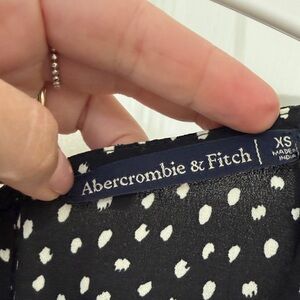 Abercrombie & Fitch
XS
MADE IN
INDIA